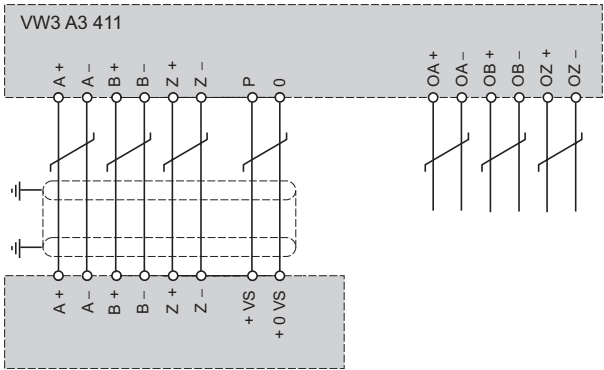 VW3 A3 411
A + A – B + B – Z + Z – P 0 OA + OA – OB + OB – OZ + OZ –
A + A – B + B – Z + Z – + VS + 0 VS